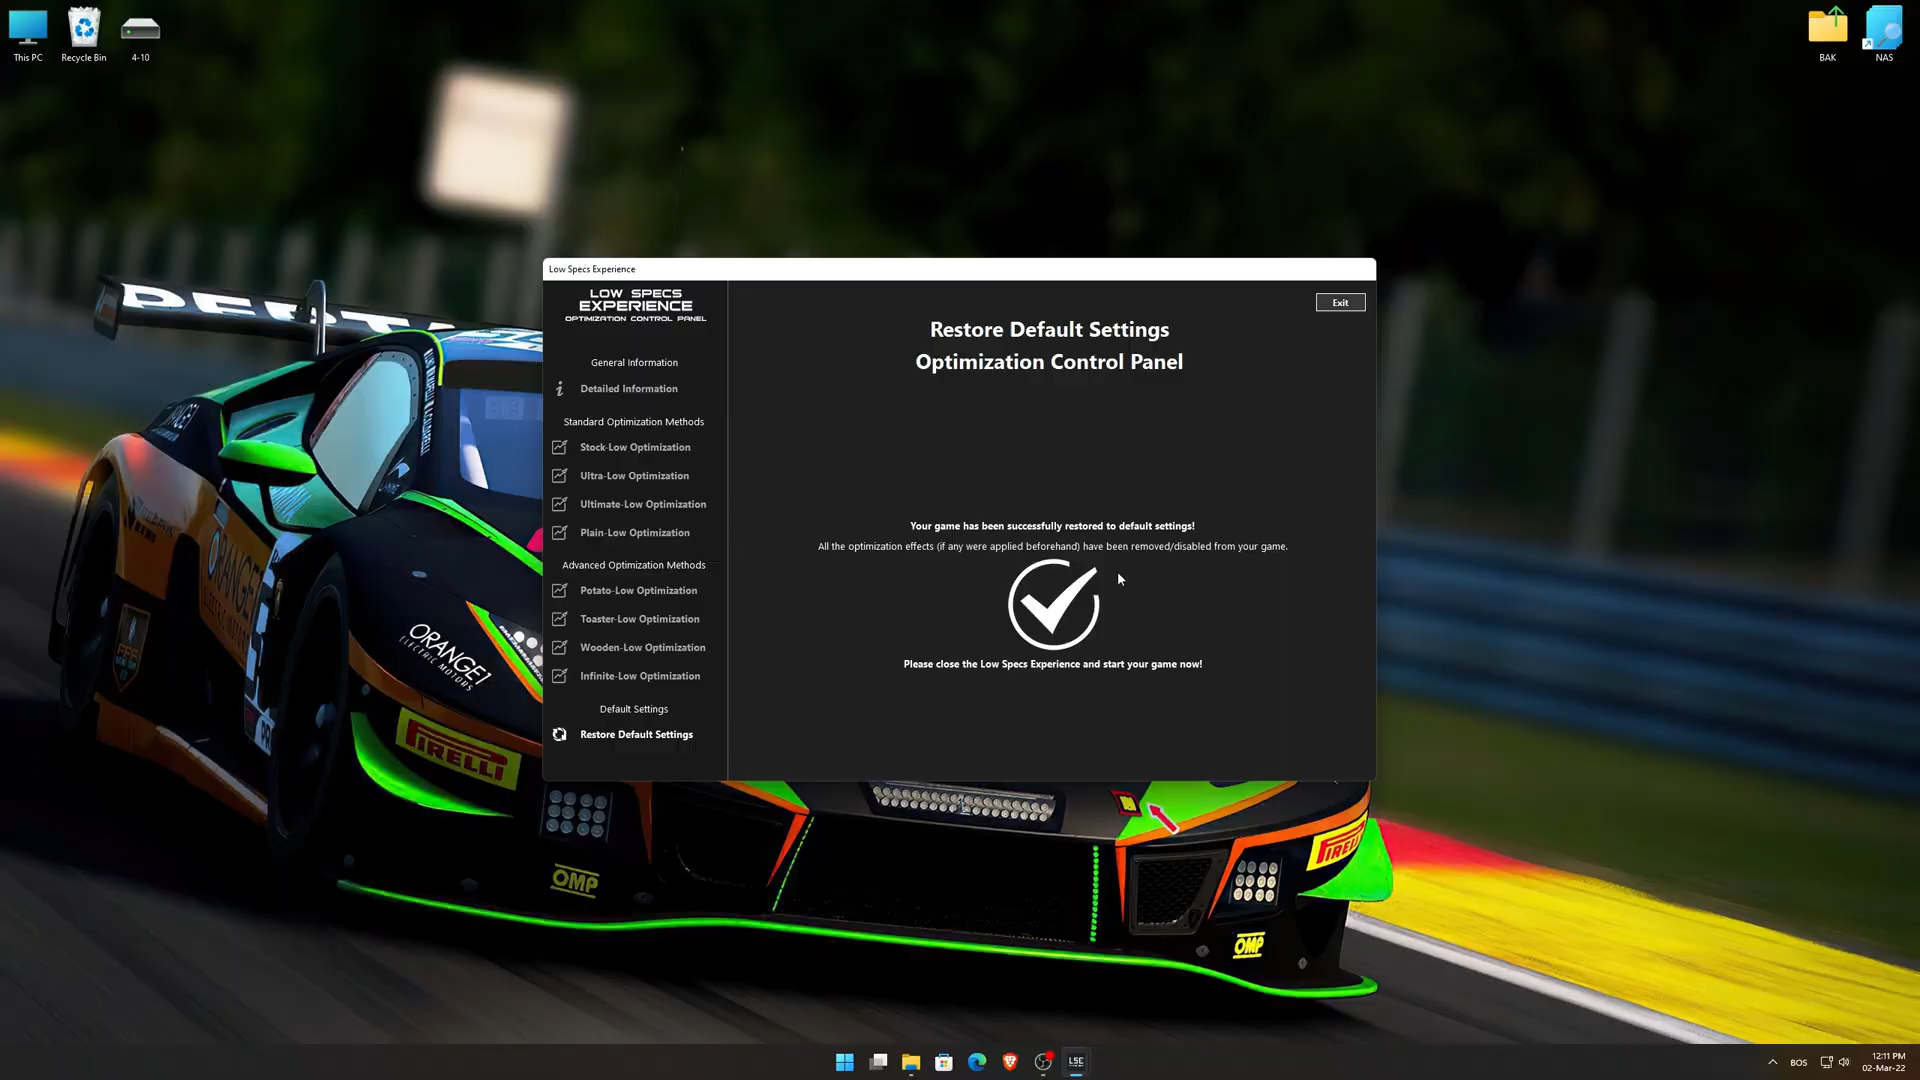 This PC
Recycle Bin
4-10
BAK
NAS
Low Specs Experience
LOW SPECS
EXPERIENCE
OPTIMIZATION CONTROL PANEL
General Information
Detailed Information
Standard Optimization Methods
Stock-Low Optimization
Ultra-Low Optimization
Ultimate-Low Optimization
Plain-Low Optimization
Advanced Optimization Methods
Potato-Low Optimization
Toaster-Low Optimization
Wooden-Low Optimization
Infinite-Low Optimization
Default Settings
Restore Default Settings
Exit
Restore Default Settings
Optimization Control Panel
Your game has been successfully restored to default settings!
All the optimization effects (if any were applied beforehand) have been removed/disabled from your game.
Please close the Low Specs Experience and start your game now!
ORANGE1
ELECTRIC MOTORS
PIRELLI
OMP
OMP
LSE
BOS
12:11 PM
02-Mar-22